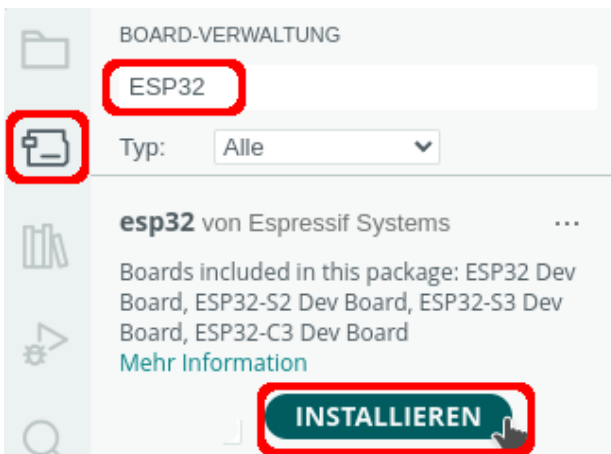 BOARD-VERWALTUNG
ESP32
Typ: Alle
esp32 von Espressif Systems ...
Boards included in this package: ESP32 Dev
Board, ESP32-S2 Dev Board, ESP32-S3 Dev
Board, ESP32-C3 Dev Board
Mehr Information
INSTALLIEREN